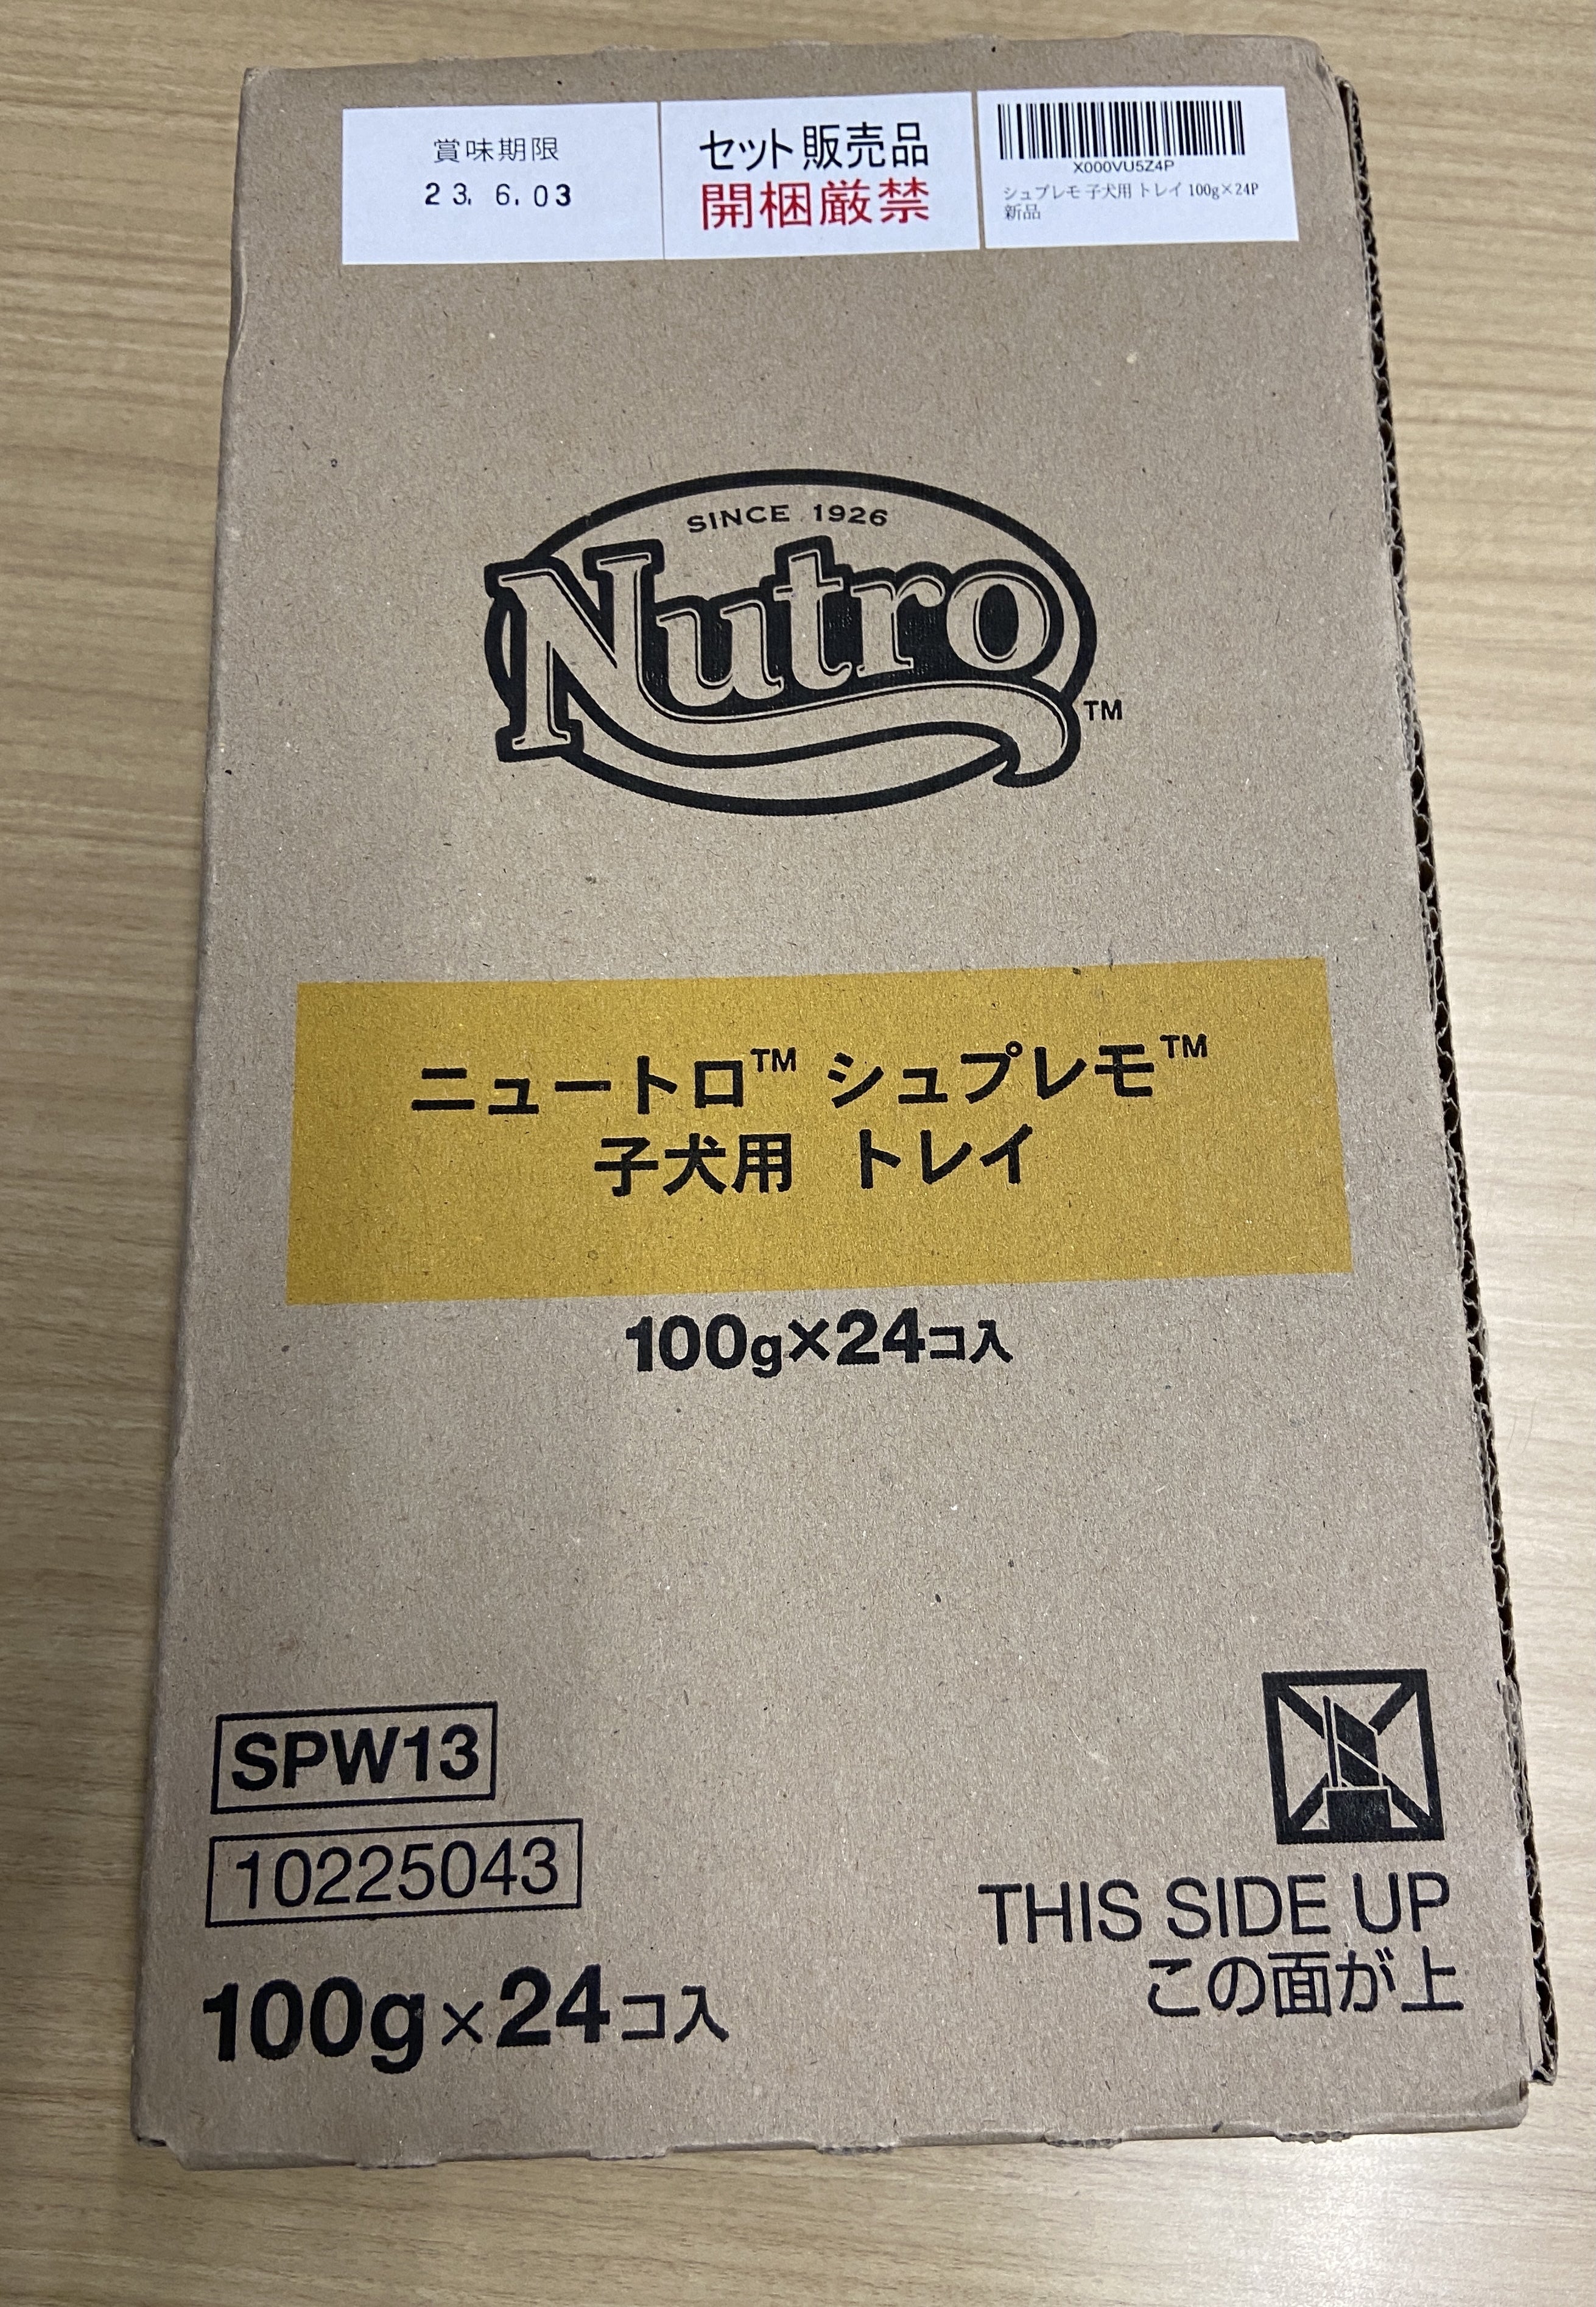 賞味期限
23. 6. 03
セット販売品
開梱厳禁
X000VU5Z4P
シュプレモ 子犬用 トレイ 100g×24P
新品
SINCE 1926
Nutro™
ニュートロ™ シュプレモ™
子犬用 トレイ
100g×24コ入
SPW13
10225043
100g×24コ入
THIS SIDE UP
この面が上